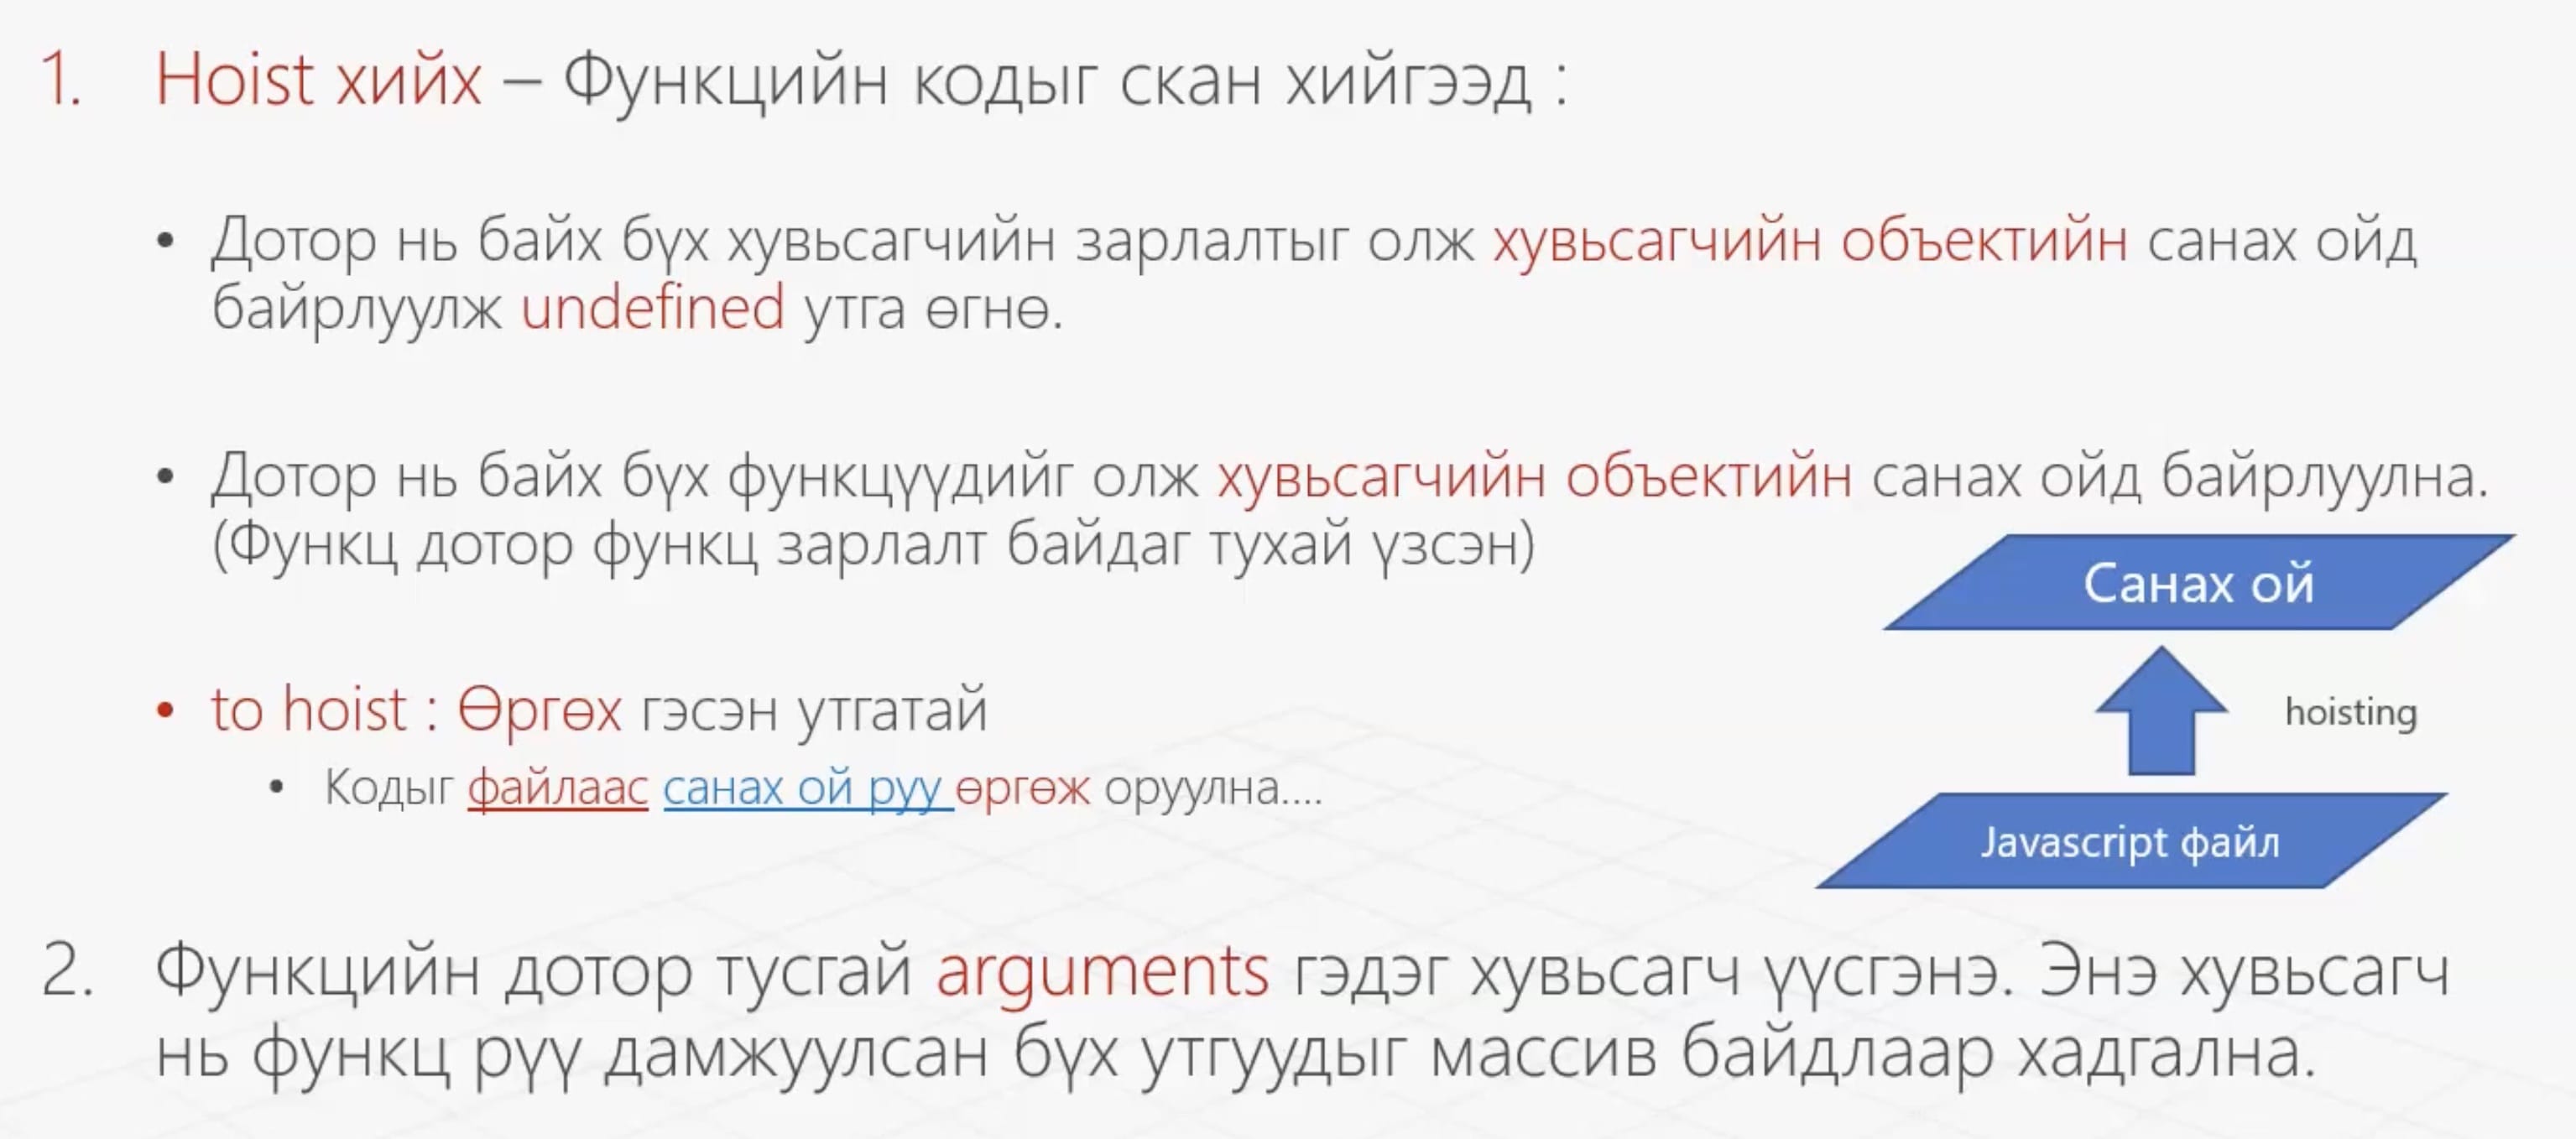 1. Hoist хийх – Функцийн кодыг скан хийгээд :
• Дотор нь байх бүх хувьсагчийн зарлалтыг олж хувьсагчийн объектийн санах ойд
байрлуулж undefined утга өгнө.
• Дотор нь байх бүх функцүүдийг олж хувьсагчийн объектийн санах ойд байрлуулна.
(Функц дотор функц зарлалт байдаг тухай үзсэн)
Санах ой
• to hoist : Өргөх гэсэн утгатай
hoisting
• Кодыг файлаас санах ой руу өргөж оруулна....
Javascript файл
2. Функцийн дотор тусгай arguments гэдэг хувьсагч үүсгэнэ. Энэ хувьсагч
нь функц рүү дамжуулсан бүх утгуудыг массив байдлаар хадгална.